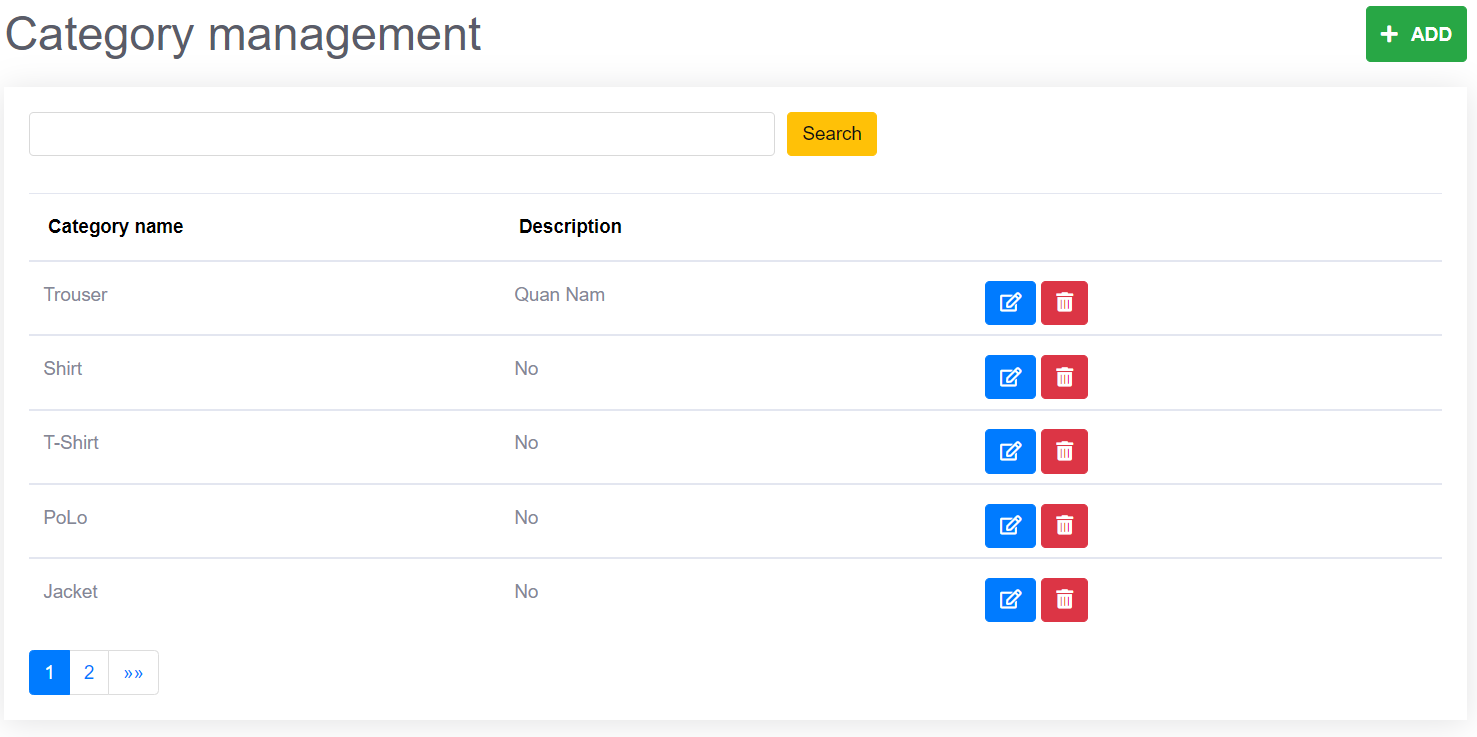 Category management
+ ADD
Search
Category name Description
Trouser Quan Nam
Shirt No
T-Shirt No
PoLo No
Jacket No
1 2 »»